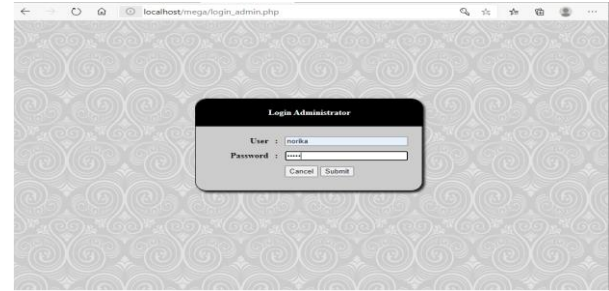 localhost/mega/login_admin.php
Login Administrator
User : norika
Password : •••••
Cancel Submit